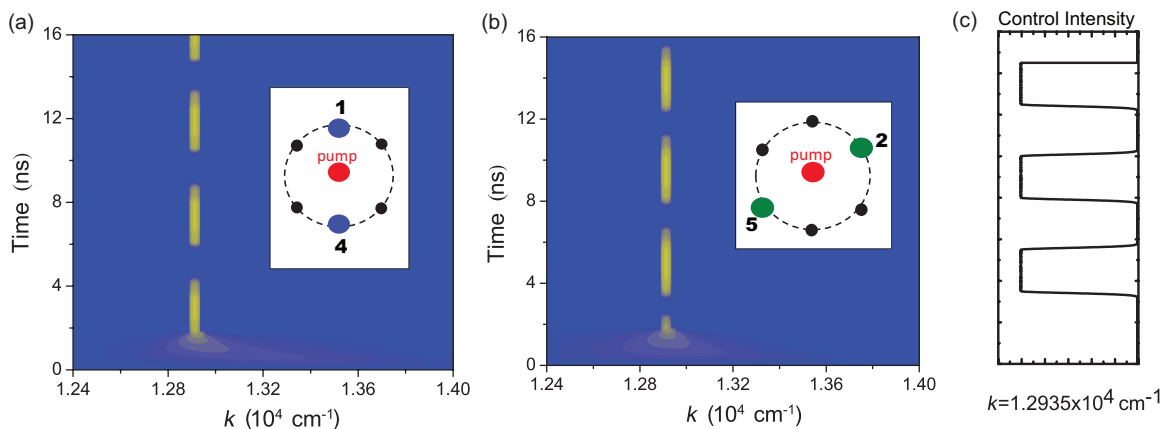 (a)
16
12
8
4
0
Time (ns)
1.24
1.28
1.32
1.36
1.40
k (10⁴ cm⁻¹)
1
pump
4
(b)
16
12
8
4
0
Time (ns)
1.24
1.28
1.32
1.36
1.40
k (10⁴ cm⁻¹)
2
pump
5
(c)
Control Intensity
k=1.2935x10⁴ cm⁻¹